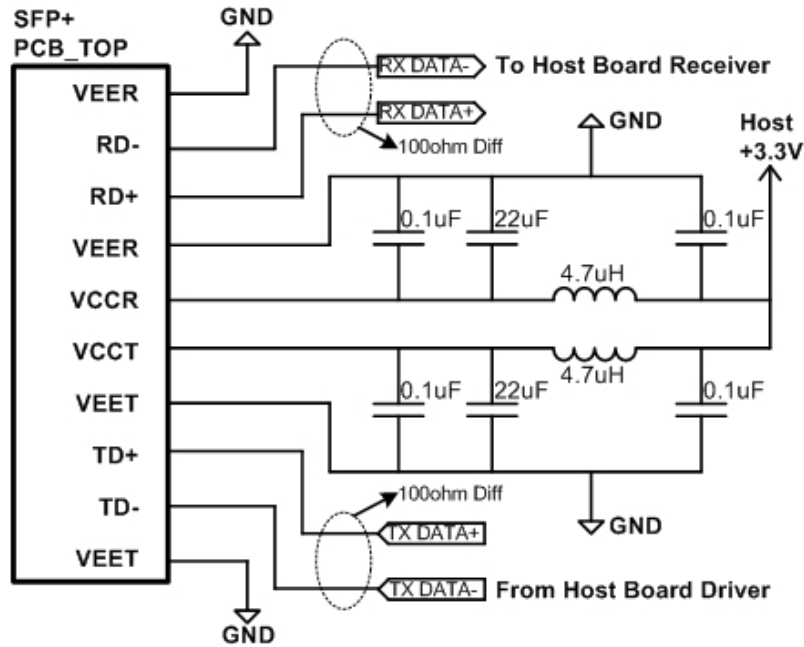 SFP+
PCB_TOP
GND
VEER
RD-
RD+
VEER
VCCR
VCCT
VEET
TD+
TD-
VEET
RX DATA-
To Host Board Receiver
RX DATA+
100ohm Diff
GND
Host
+3.3V
0.1uF
22uF
0.1uF
4.7uH
4.7uH
0.1uF
22uF
0.1uF
100ohm Diff
GND
TX DATA+
TX DATA-
From Host Board Driver
GND